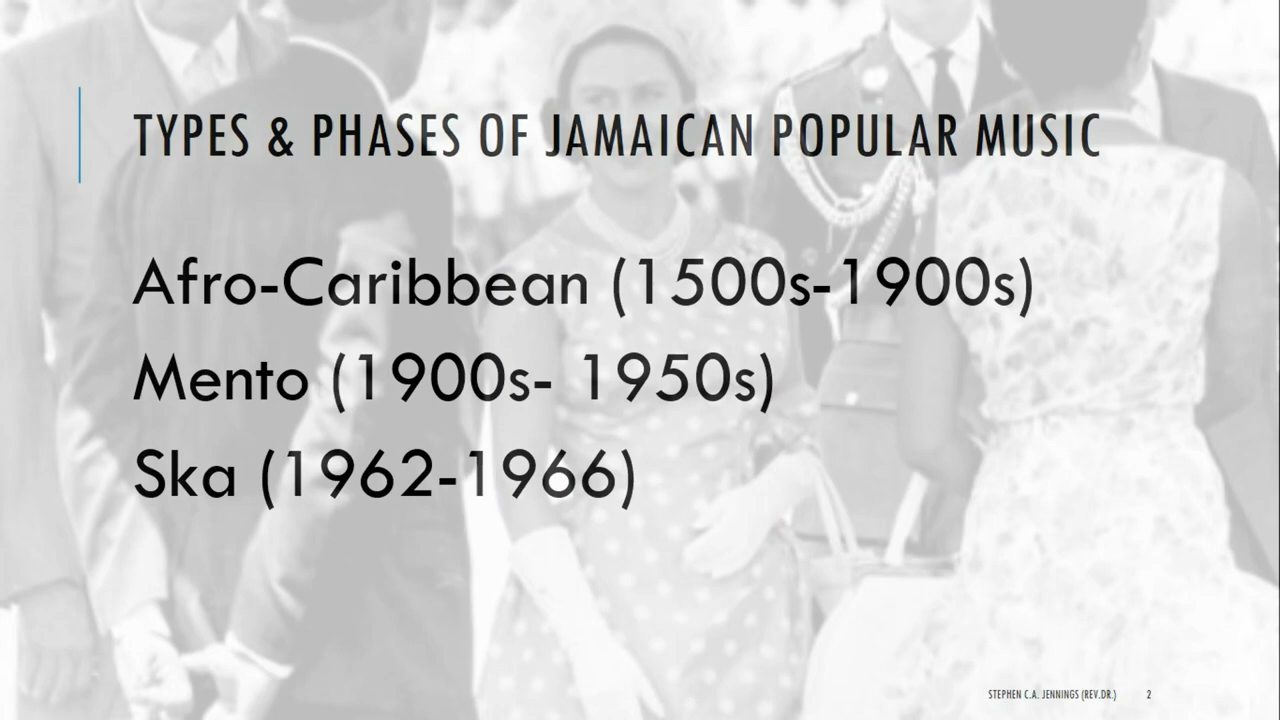 TYPES & PHASES OF JAMAICAN POPULAR MUSIC
Afro-Caribbean (1500s-1900s)
Mento (1900s- 1950s)
Ska (1962-1966)
STEPHEN C.A. JENNINGS (REV.DR.) 2